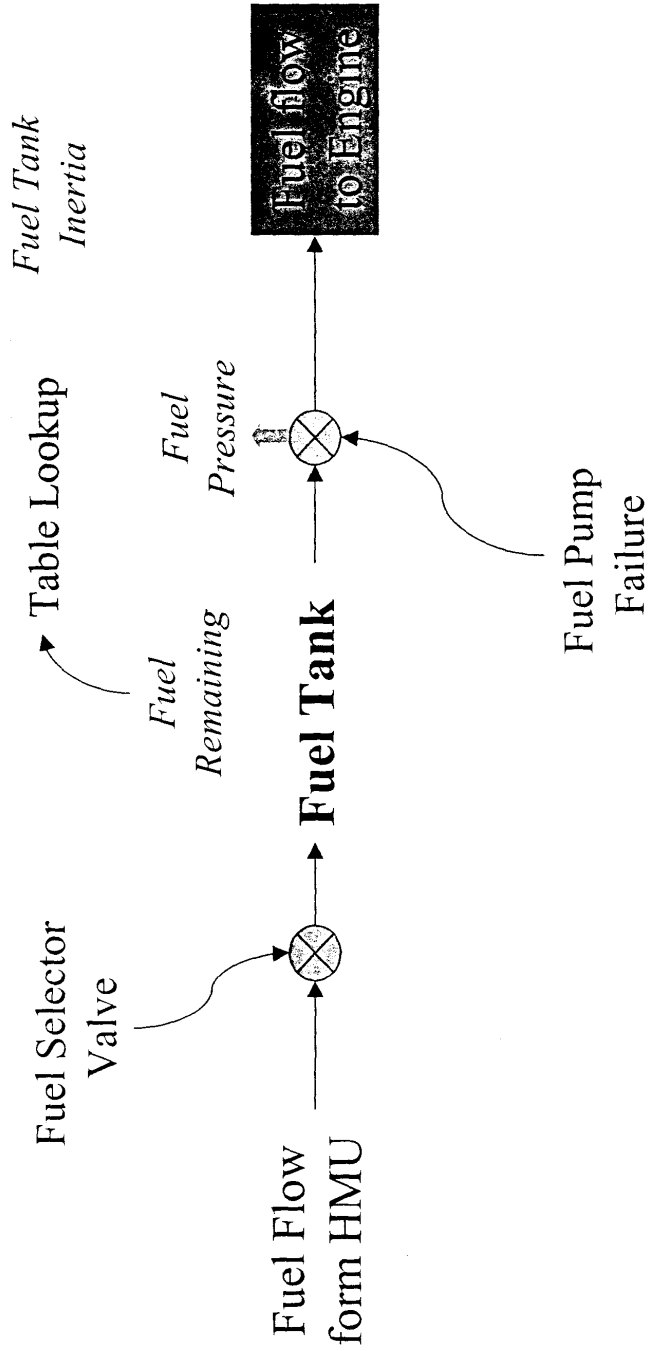 Fuel Selector
Valve
Fuel Flow
form HMU
Fuel Tank
Fuel
Remaining
Table Lookup
Fuel
Pressure
Fuel Pump
Failure
Fuel Tank
Inertia
Fuel flow
to Engine